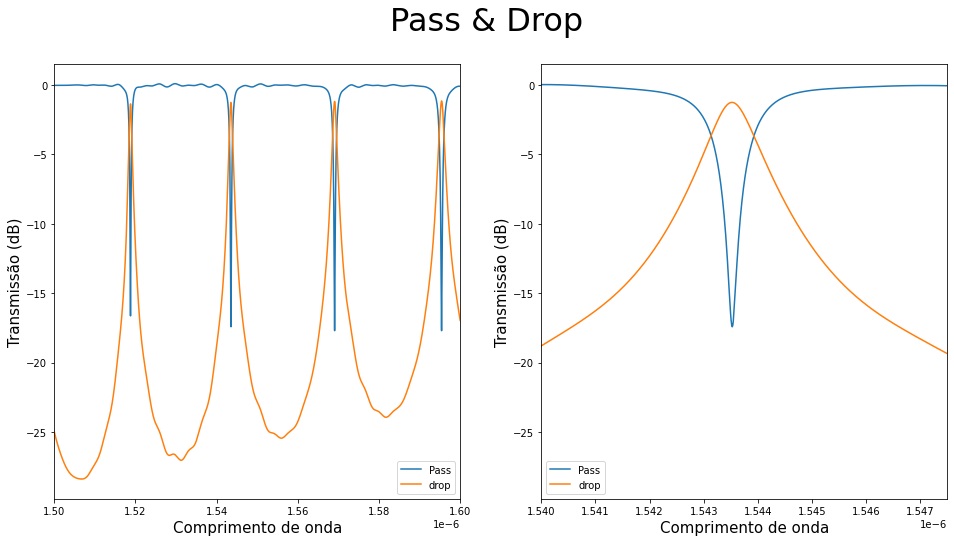 Pass & Drop
Transmissão (dB)
0
−5
−10
−15
−20
−25
1.50
1.52
1.54
1.56
1.58
1.60
1e−6
Comprimento de onda
Pass
drop
Transmissão (dB)
0
−5
−10
−15
−20
−25
1.540
1.541
1.542
1.543
1.544
1.545
1.546
1.547
1e−6
Comprimento de onda
Pass
drop